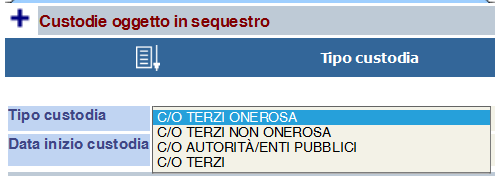 Custodie oggetto in sequestro
Tipo custodia
Tipo custodia
C/O TERZI ONEROSA
C/O TERZI NON ONEROSA
Data inizio custodia
C/O AUTORITÀ/ENTI PUBBLICI
C/O TERZI